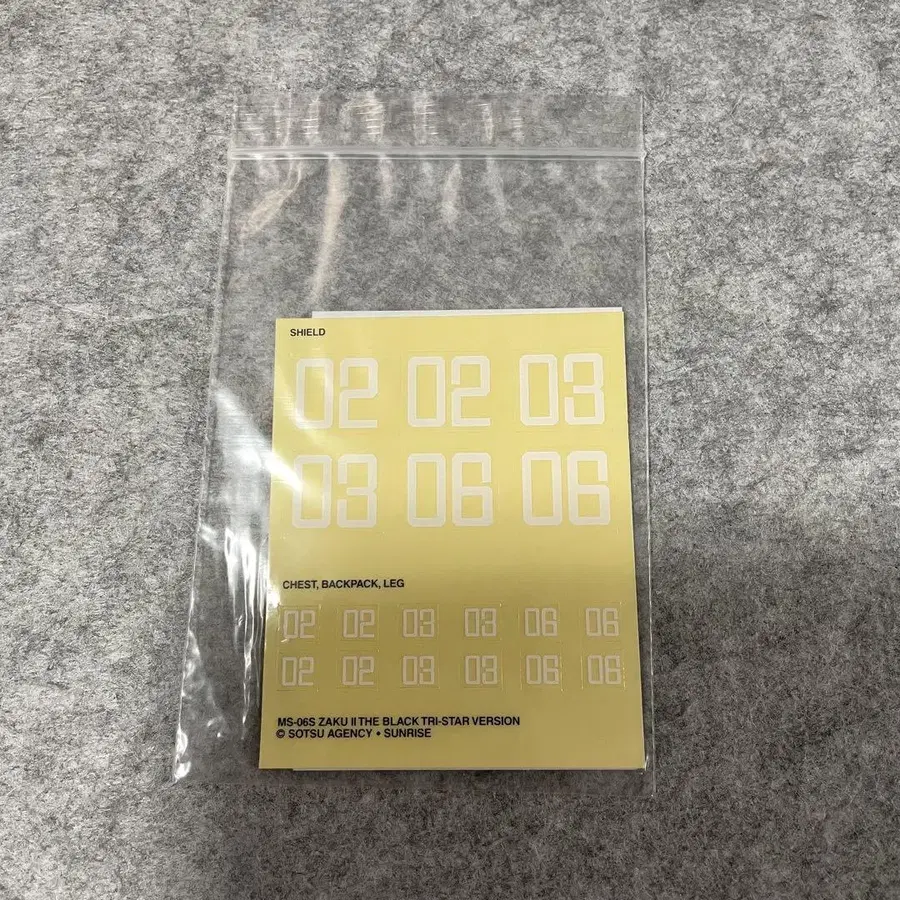 SHIELD
02 02 03
03 06 06
CHEST, BACKPACK, LEG
02 02 03 03 06 06
02 02 03 03 06 06
MS-06S ZAKU II THE BLACK TRI-STAR VERSION
© SOTSU AGENCY • SUNRISE